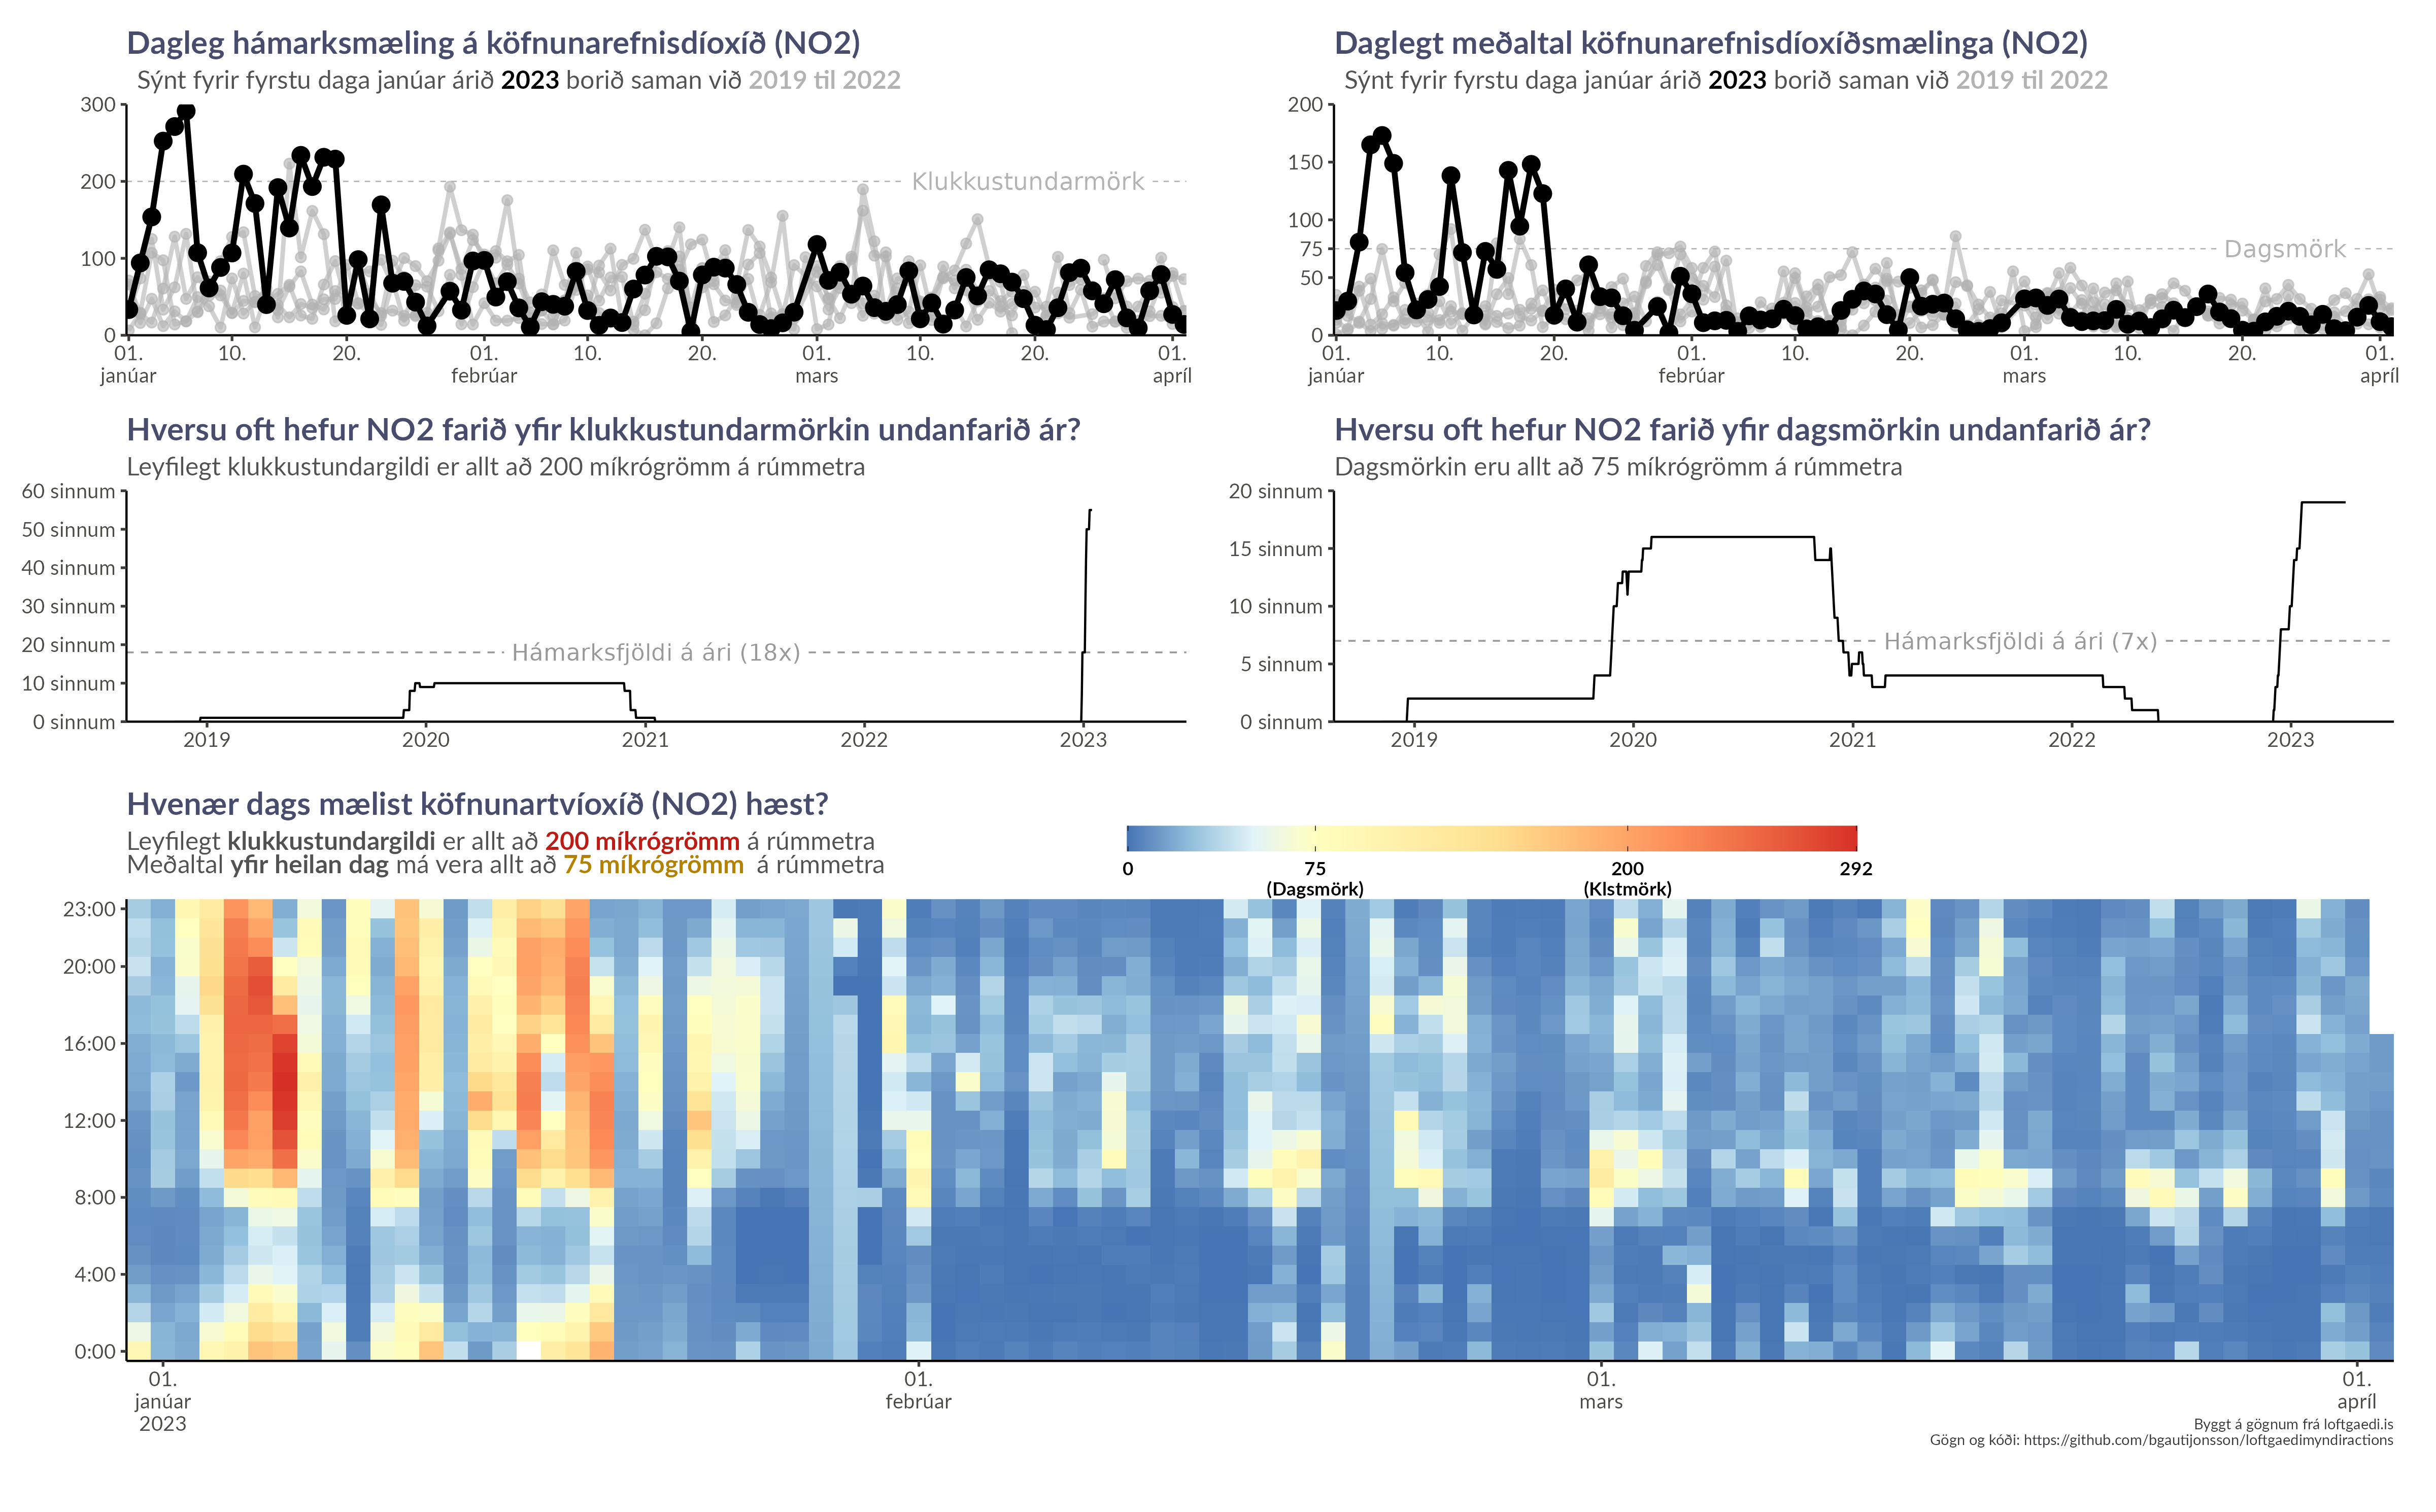 Dagleg hámarksmæling á köfnunarefnisdíoxíð (NO2)
Sýnt fyrir fyrstu daga janúar árið 2023 borið saman við 2019 til 2022
300
200
100
0
Klukkustundarmörk
01. 10. 20. 01. 10. 20. 01. 10. 20. 01.
janúar febrúar mars apríl
Daglegt meðaltal köfnunarefnisdíoxíðsmælinga (NO2)
Sýnt fyrir fyrstu daga janúar árið 2023 borið saman við 2019 til 2022
200
150
100
75
50
0
Dagsmörk
01. 10. 20. 01. 10. 20. 01. 10. 20. 01.
janúar febrúar mars apríl
Hversu oft hefur NO2 farið yfir klukkustundarmörkin undanfarið ár?
Leyfilegt klukkustundargildi er allt að 200 míkrógrömm á rúmmetra
60 sinnum
50 sinnum
40 sinnum
30 sinnum
20 sinnum
10 sinnum
0 sinnum
Hámarksfjöldi á ári (18x)
2019 2020 2021 2022 2023
Hversu oft hefur NO2 farið yfir dagsmörkin undanfarið ár?
Dagsmörkin eru allt að 75 míkrógrömm á rúmmetra
20 sinnum
15 sinnum
10 sinnum
5 sinnum
0 sinnum
Hámarksfjöldi á ári (7x)
2019 2020 2021 2022 2023
Hvenær dags mælist köfnunartvíoxíð (NO2) hæst?
Leyfilegt klukkustundargildi er allt að 200 míkrógrömm á rúmmetra
Meðaltal yfir heilan dag má vera allt að 75 míkrógrömm á rúmmetra
0 75 200 292
(Dagsmörk) (Klstmörk)
23:00
20:00
16:00
12:00
8:00
4:00
0:00
01. 01. 01. 01.
janúar febrúar mars apríl
2023
Byggt á gögnum frá loftgaedi.is
Gögn og kóði: https://github.com/bgautijonsson/loftgaedimyndiractions